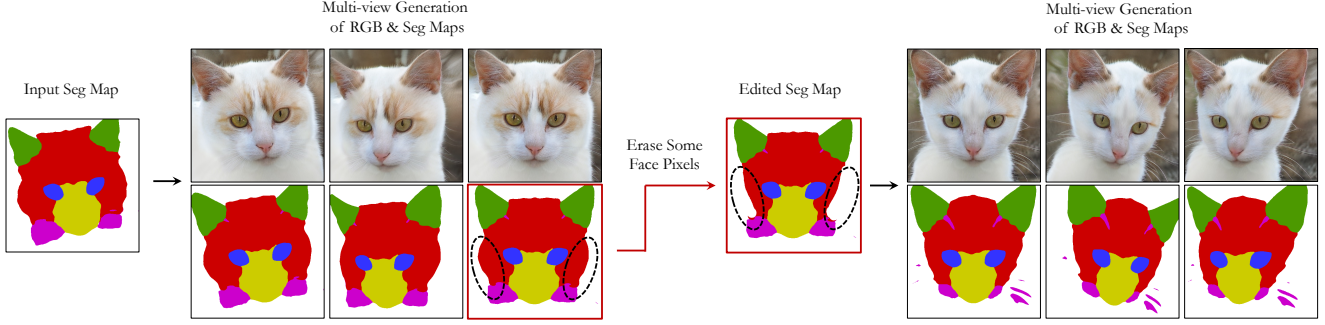 Multi-view Generation
of RGB & Seg Maps
Input Seg Map
Erase Some
Face Pixels
Edited Seg Map
Multi-view Generation
of RGB & Seg Maps